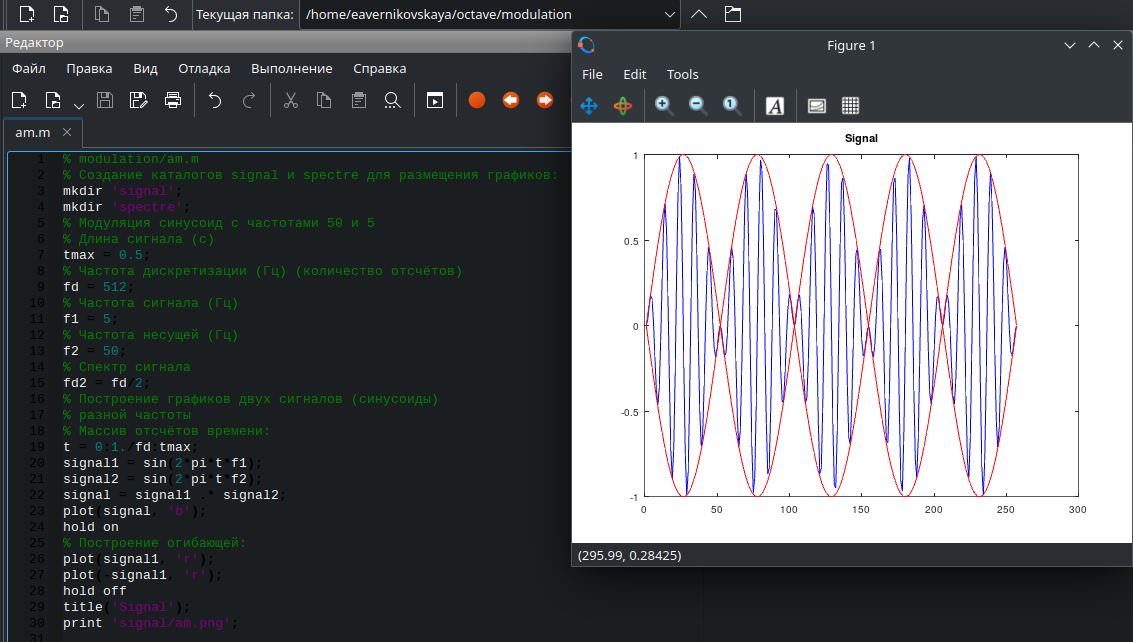 Текущая папка: /home/eavernikovskaya/octave/modulation
Редактор
Файл Правка Вид Отладка Выполнение Справка
am.m
1 % modulation/am.m
2 % Создание каталогов signal и spectre для размещения графиков:
3 mkdir 'signal';
4 mkdir 'spectre';
5 % Модуляция синусоид с частотами 50 и 5
6 % Длина сигнала (с)
7 tmax = 0.5;
8 % Частота дискретизации (Гц) (количество отсчётов)
9 fd = 512;
10 % Частота сигнала (Гц)
11 f1 = 5;
12 % Частота несущей (Гц)
13 f2 = 50;
14 % Спектр сигнала
15 fd2 = fd/2;
16 % Построение графиков двух сигналов (синусоиды)
17 % разной частоты
18 % Массив отсчётов времени:
19 t = 0:1./fd:tmax;
20 signal1 = sin(2*pi*t*f1);
21 signal2 = sin(2*pi*t*f2);
22 signal = signal1 .* signal2;
23 plot(signal, 'b');
24 hold on
25 % Построение огибающей:
26 plot(signal1, 'r');
27 plot(-signal1, 'r');
28 hold off
29 title('Signal');
30 print 'signal/am.png';
31
Figure 1
File Edit Tools
A
Signal
1
0.5
0
-0.5
-1
0 50 100 150 200 250 300
(295.99, 0.28425)